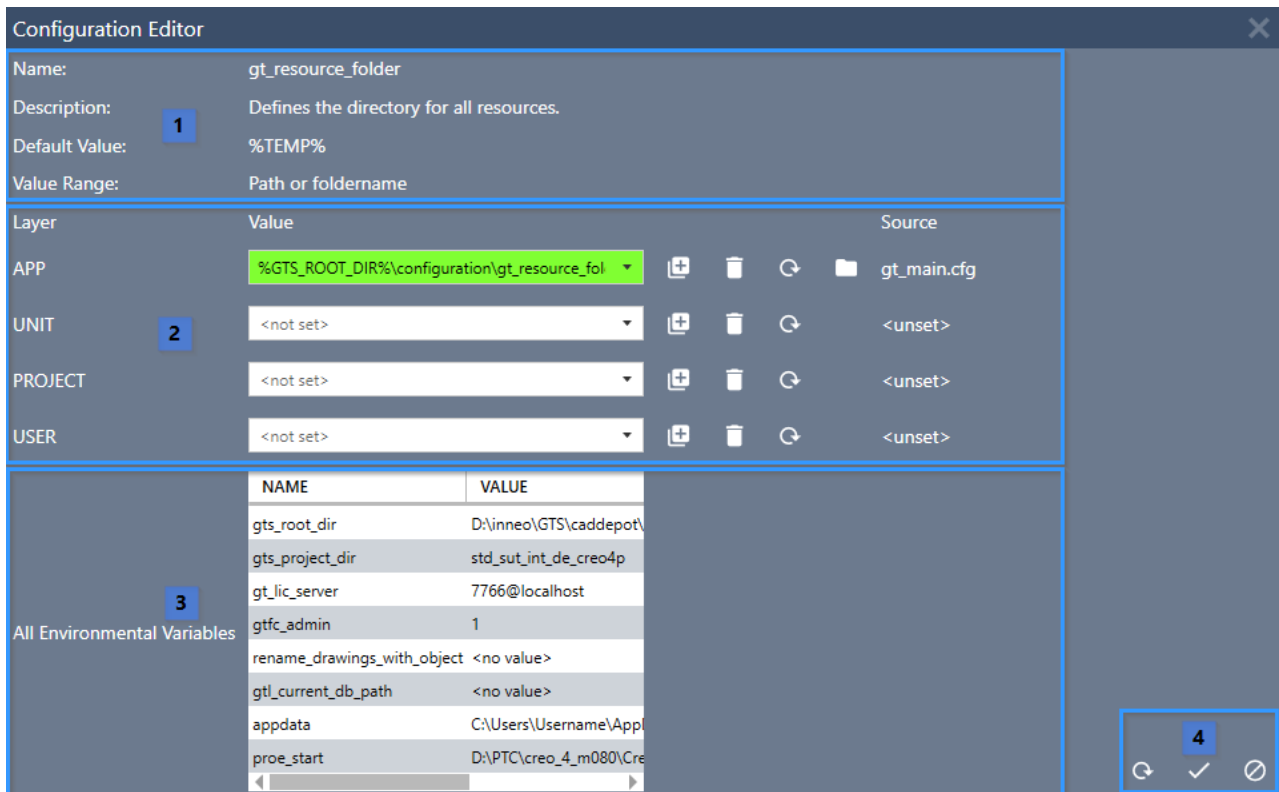 Configuration Editor
Name: gt_resource_folder
Description: Defines the directory for all resources.
1
Default Value: %TEMP%
Value Range: Path or foldername
Layer Value Source
APP %GTS_ROOT_DIR%\configuration\gt_resource_fol gt_main.cfg
UNIT <not set> <unset>
2
PROJECT <not set> <unset>
USER <not set> <unset>
NAME VALUE
gts_root_dir D:\inneo\GTS\caddepot\
gts_project_dir std_sut_int_de_creo4p
gt_lic_server 7766@localhost
3
gtfc_admin 1
All Environmental Variables
rename_drawings_with_object <no value>
gtl_current_db_path <no value>
appdata C:\Users\Username\Appl
proe_start D:\PTC\creo_4_m080\Cre
4